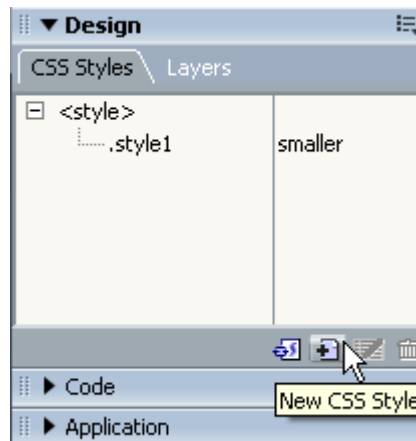 Design
CSS Styles Layers
<style>
.style1 smaller
Code
New CSS Style
Application